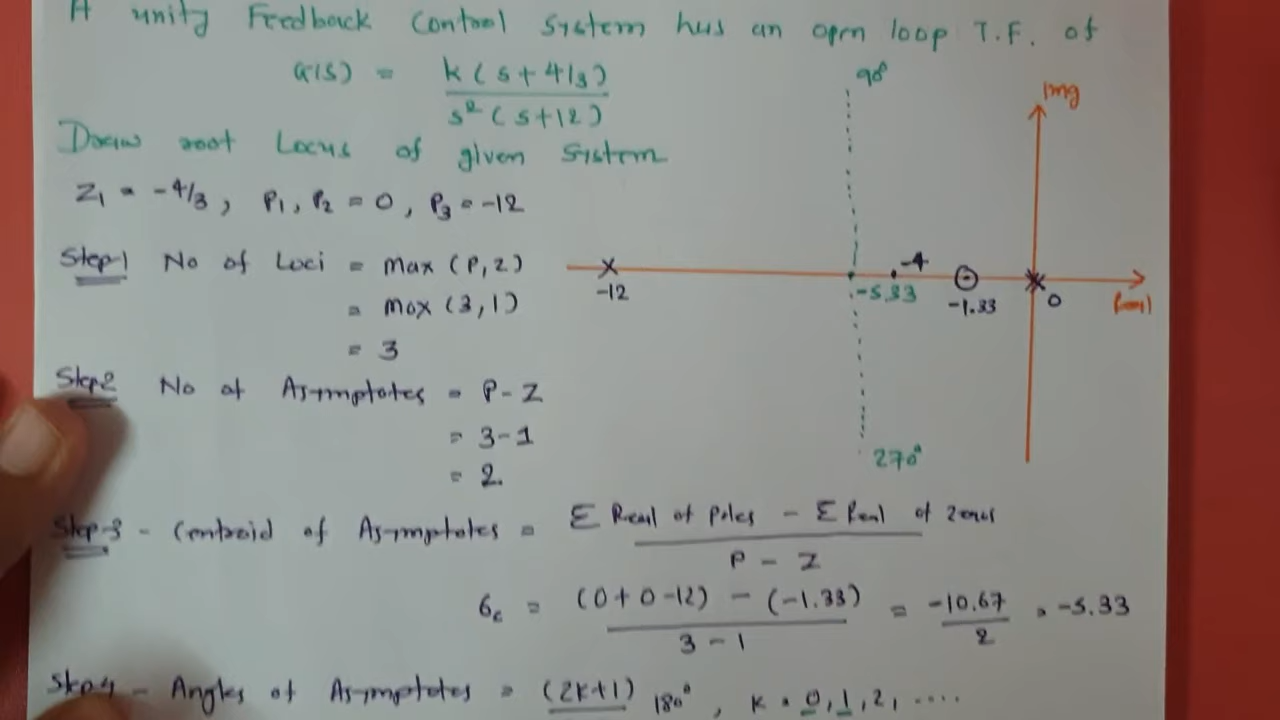 A unity Feedback Control System has an open loop T.F. of
G(s) = k(s+4/3)
s²(s+12)
Draw root Locus of given System
Z₁ = -4/3, P₁, P₂ = 0, P₃ = -12
Step-1 No of Loci = max (P,Z)
= max (3,1)
= 3
Step2 No of Asymptotes = P-Z
= 3-1
= 2.
Step-3 - Centroid of Asymptotes = Σ Real of Poles - Σ Real of zeros
P - Z
σc = (0+0-12) - (-1.33) = -10.67 = -5.33
3-1 2
Step4 - Angles of Asymptotes = (2k+1) 180°, k = 0,1,2, ....
90°
Img
-4
-12
-5.33
-1.33
0
Real
270°